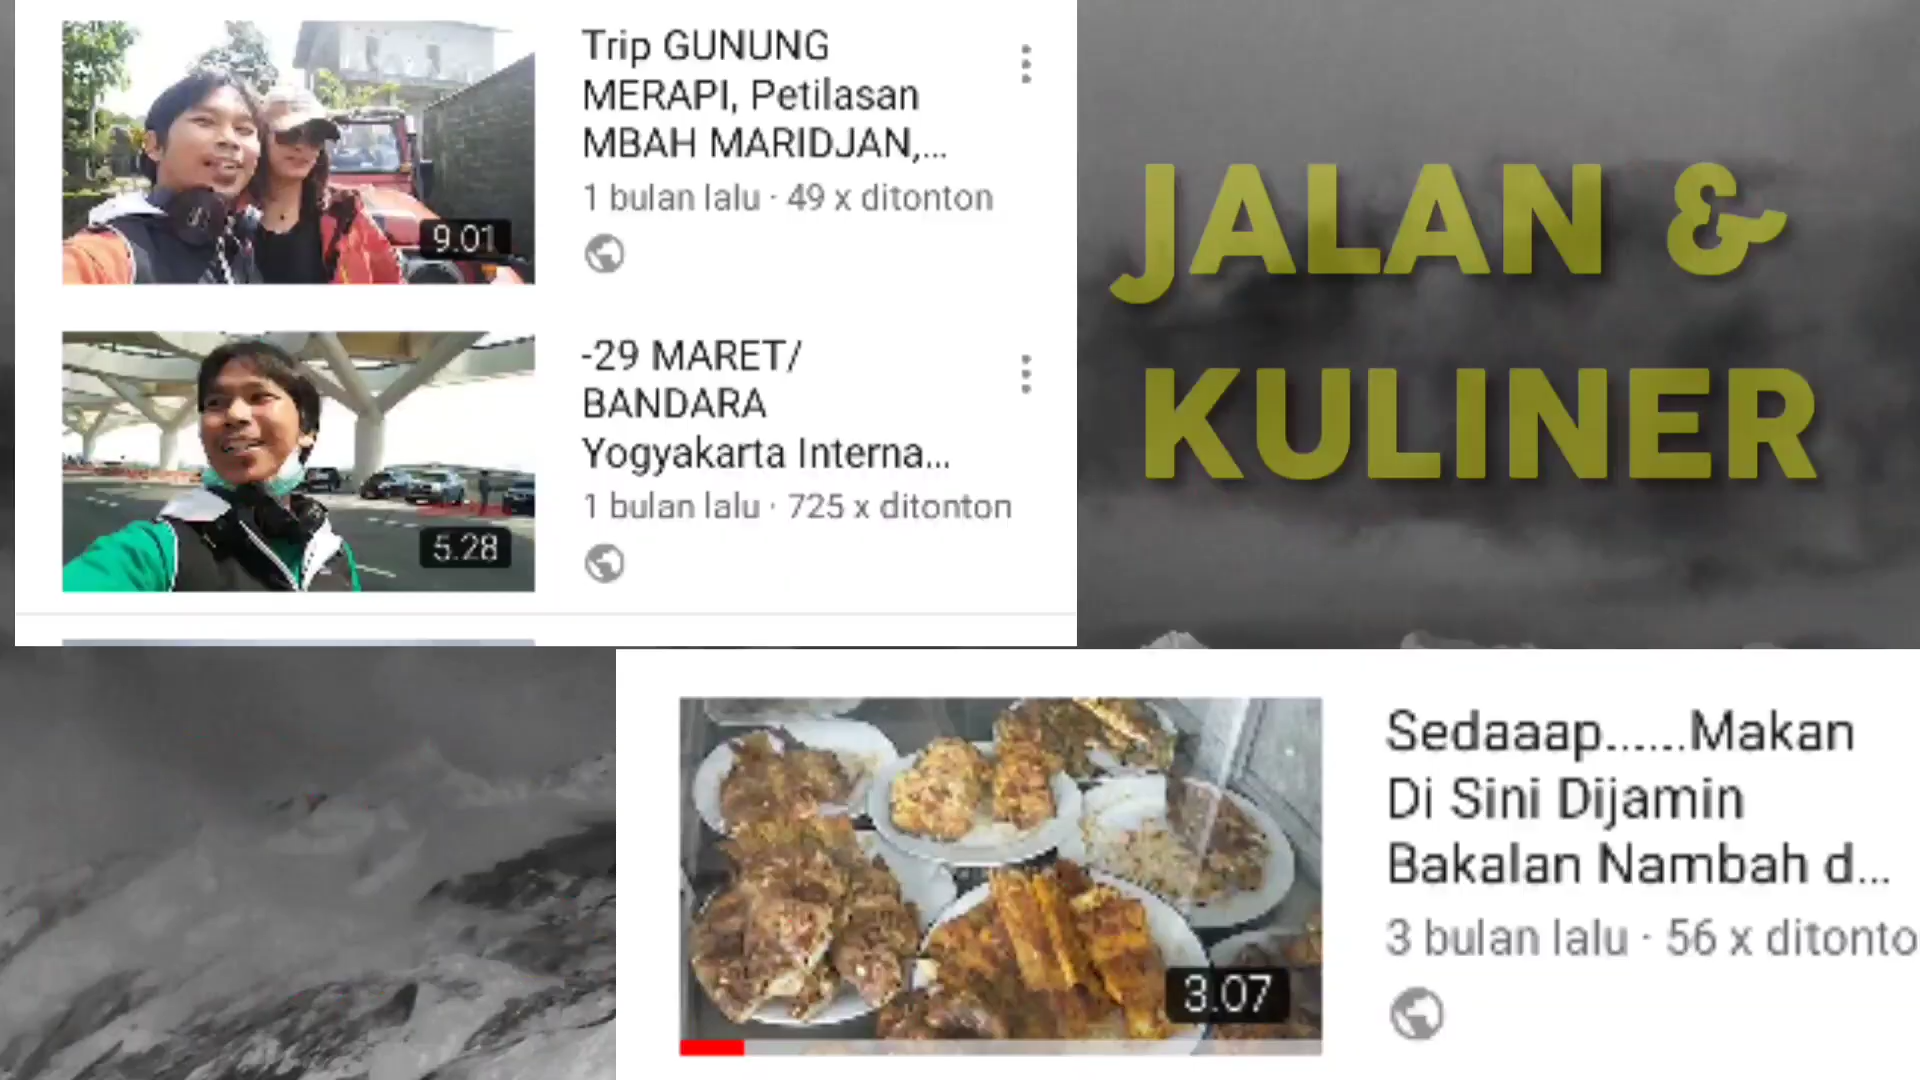 Trip GUNUNG
MERAPI, Petilasan
MBAH MARIDJAN,...
1 bulan lalu · 49 x ditonton
9.01
-29 MARET/
BANDARA
Yogyakarta Interna...
1 bulan lalu · 725 x ditonton
5.28
JALAN &
KULINER
Sedaaap......Makan
Di Sini Dijamin
Bakalan Nambah d...
3 bulan lalu · 56 x ditonto
3.07